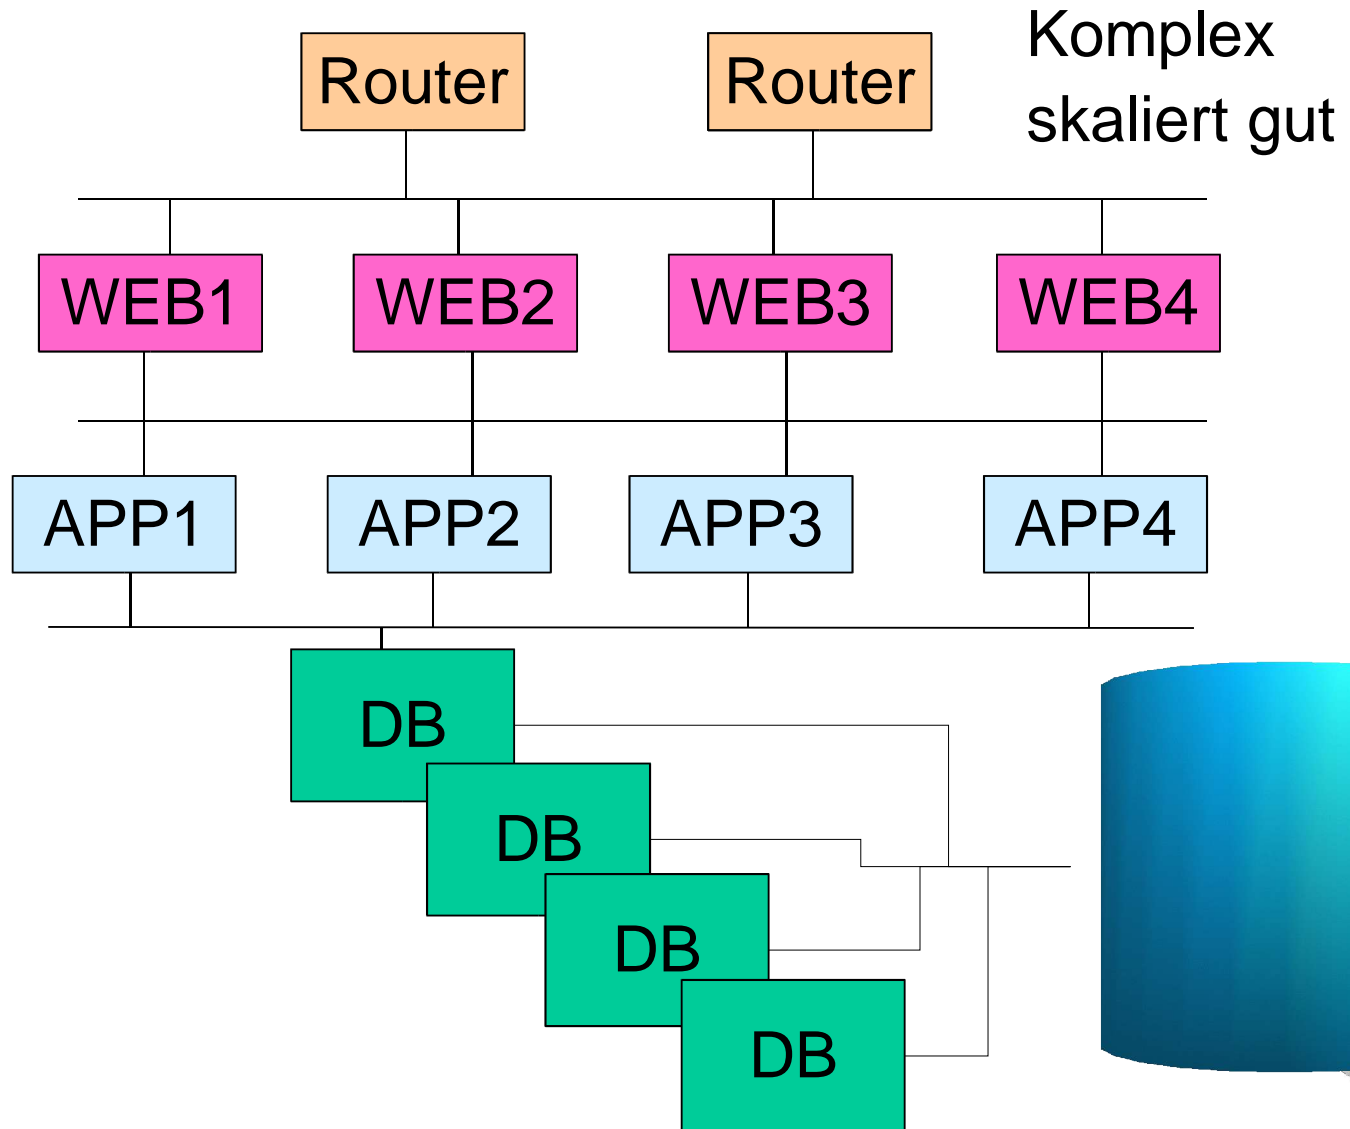 Komplex
skaliert gut
Router
Router
WEB1
WEB2
WEB3
WEB4
APP1
APP2
APP3
APP4
DB
DB
DB
DB